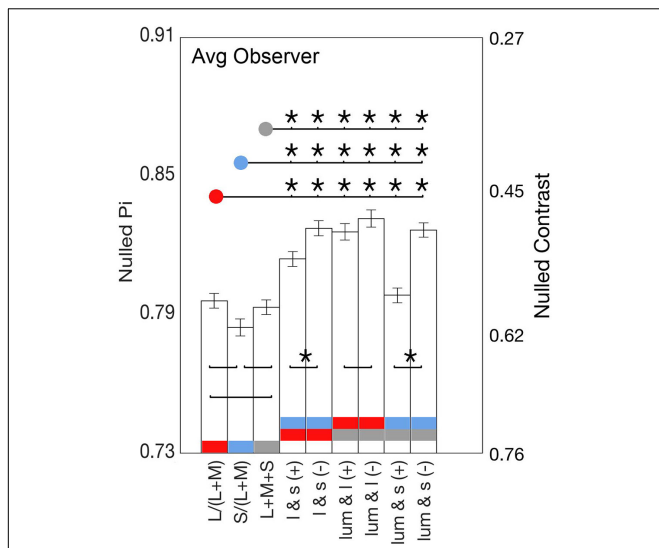 Avg Observer
0.91
0.85
0.79
0.73
Nulled Pi
0.27
0.45
0.62
0.76
Nulled Contrast
* * * * * *
* * * * * *
* * * * * *
* *
L/(L+M)
S/(L+M)
L+M+S
l & s (+)
l & s (-)
lum & l (+)
lum & l (-)
lum & s (+)
lum & s (-)